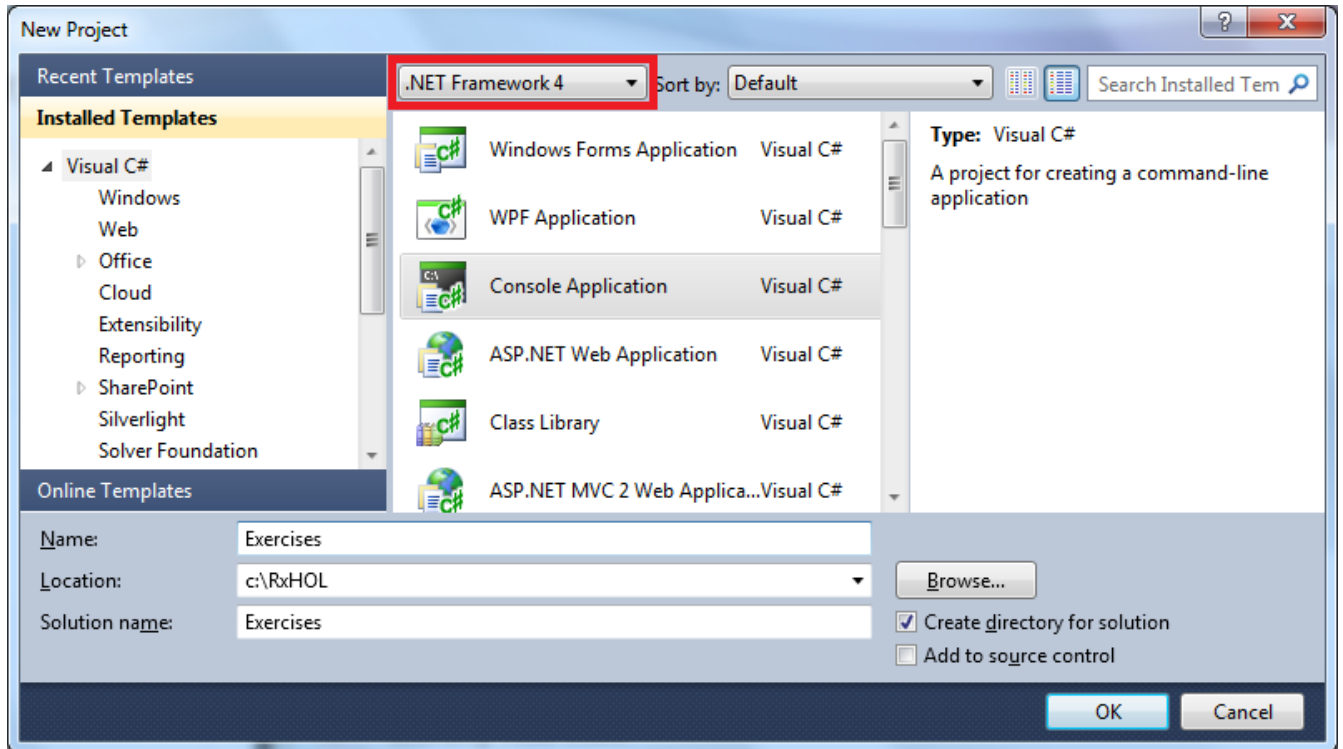 New Project
Recent Templates
Installed Templates
Visual C#
Windows
Web
Office
Cloud
Extensibility
Reporting
SharePoint
Silverlight
Solver Foundation
Online Templates
.NET Framework 4
Sort by: Default
Search Installed Tem
Windows Forms Application Visual C#
WPF Application Visual C#
Console Application Visual C#
ASP.NET Web Application Visual C#
Class Library Visual C#
ASP.NET MVC 2 Web Applica...Visual C#
Type: Visual C#
A project for creating a command-line
application
Name: Exercises
Location: c:\RxHOL
Browse...
Solution name: Exercises
Create directory for solution
Add to source control
OK Cancel